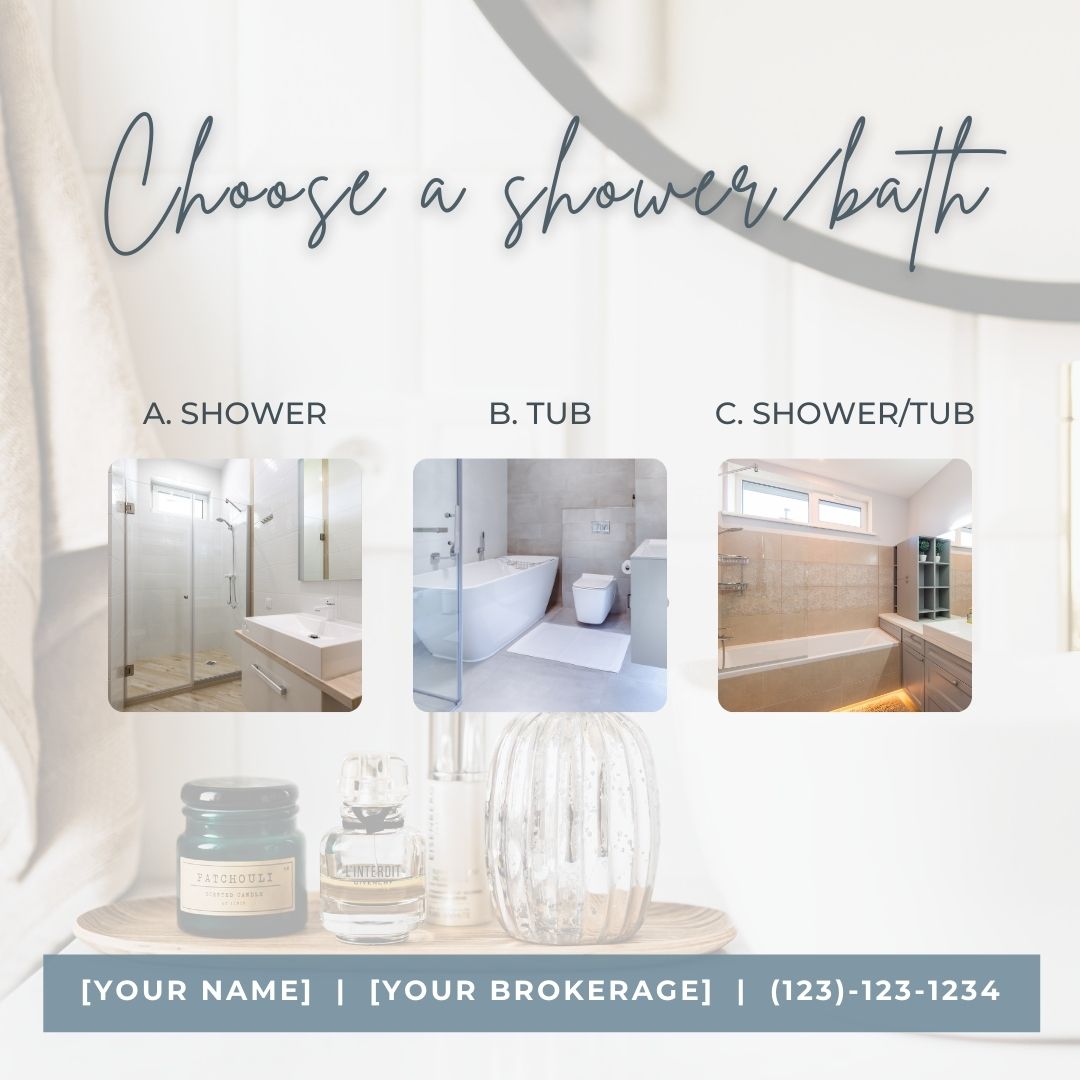 Choose a shower/bath
A. SHOWER
B. TUB
C. SHOWER/TUB
PATCHOULI
SCENTED CANDLE
L'INTERDIT
GIVENCHY
[YOUR NAME] | [YOUR BROKERAGE] | (123)-123-1234